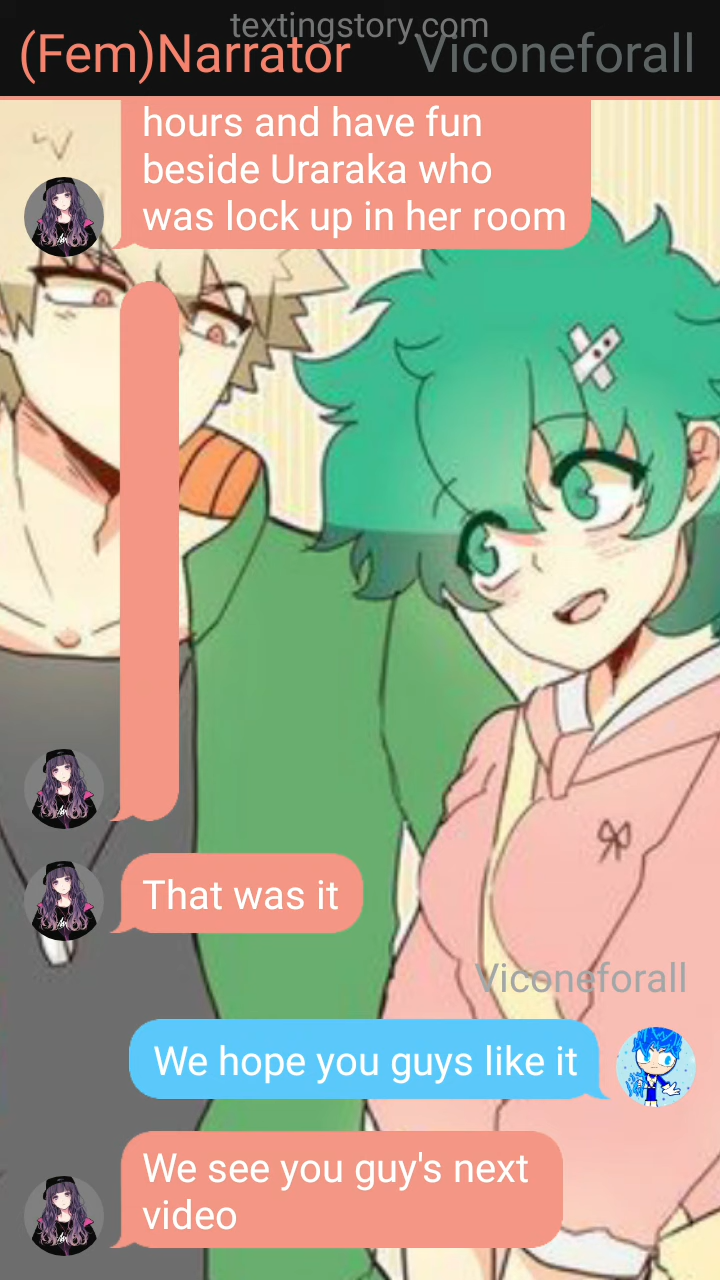 textingstory.com
(Fem)Narrator Viconeforall
hours and have fun
beside Uraraka who
was lock up in her room
That was it
Viconeforall
We hope you guys like it
We see you guy's next
video